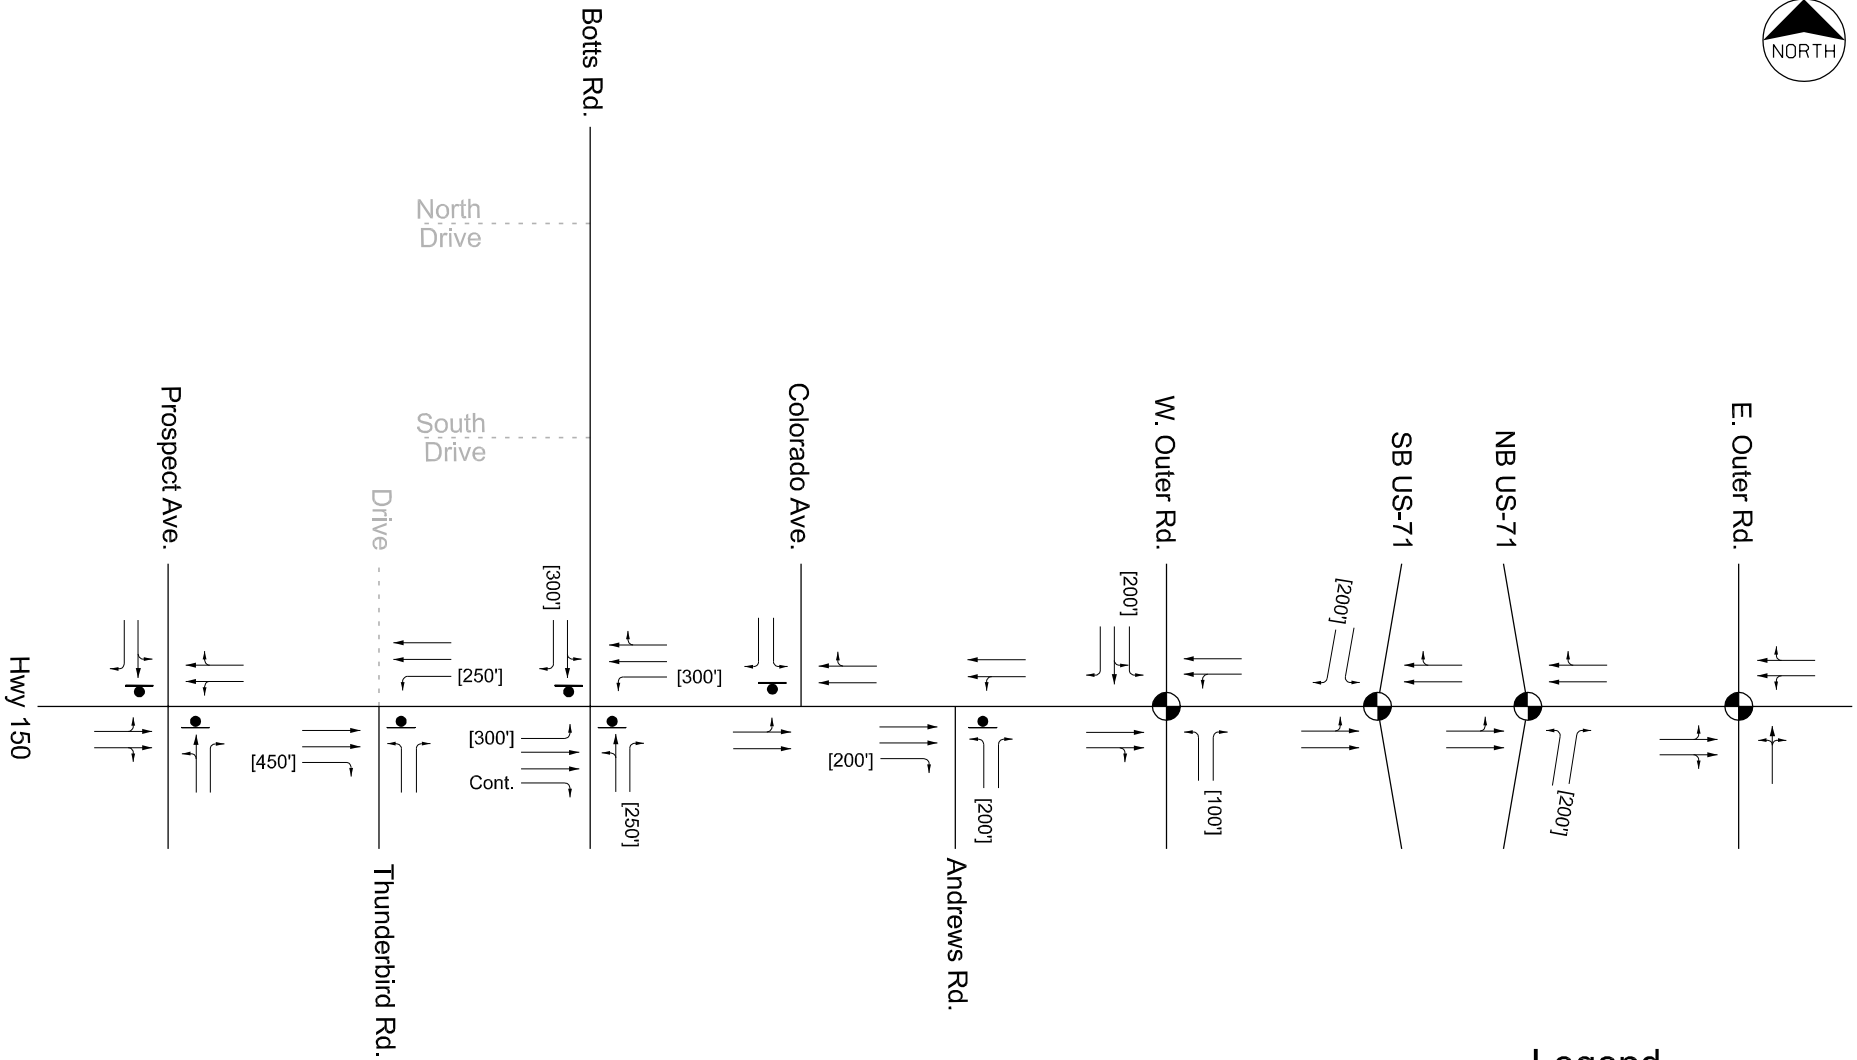 NORTH
Botts Rd.
North
Drive
South
Drive
Prospect Ave.
Drive
Colorado Ave.
W. Outer Rd.
SB US-71
NB US-71
E. Outer Rd.
[300']
[200']
[200']
[250']
[300']
Hwy 150
[450']
[300']
Cont.
[250']
[200']
[200']
[100']
[200']
Thunderbird Rd.
Andrews Rd.
Legend